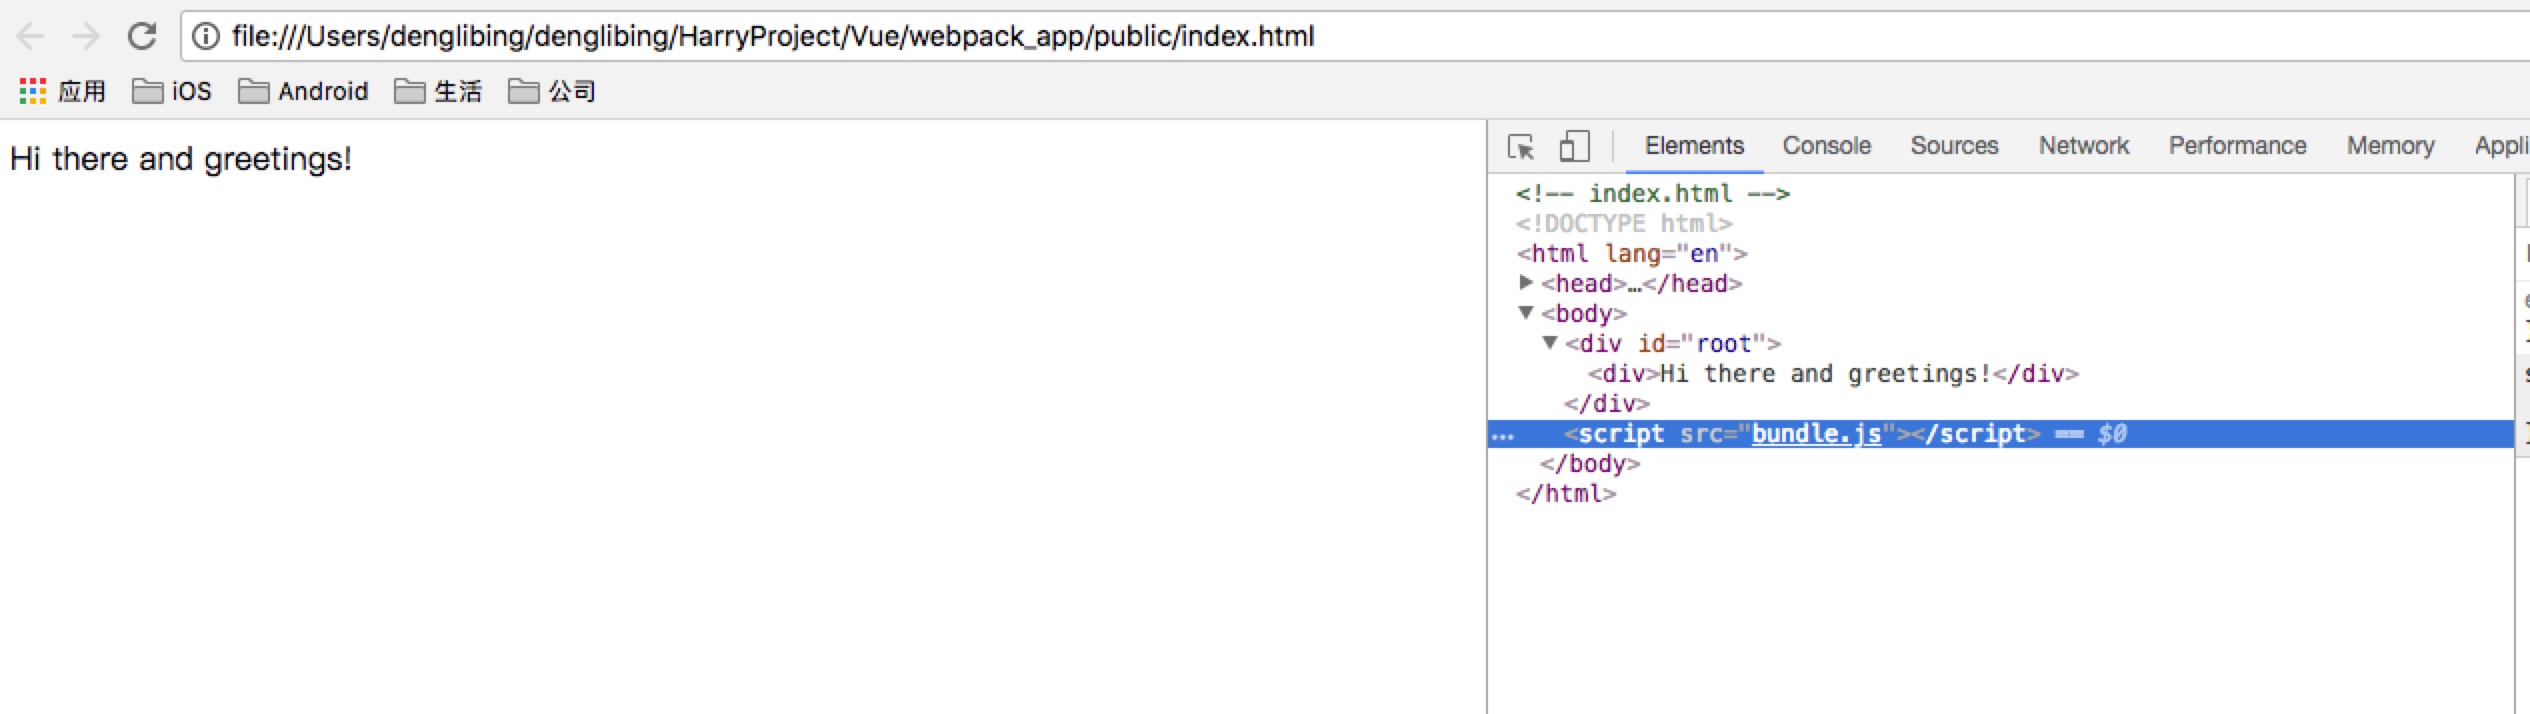 file:///Users/denglibing/denglibing/HarryProject/Vue/webpack_app/public/index.html
应用 iOS Android 生活 公司
Hi there and greetings!
Elements Console Sources Network Performance Memory Appli
<!-- index.html -->
<!DOCTYPE html>
<html lang="en">
<head>…</head>
<body>
<div id="root">
<div>Hi there and greetings!</div>
</div>
... <script src="bundle.js"></script> == $0
</body>
</html>